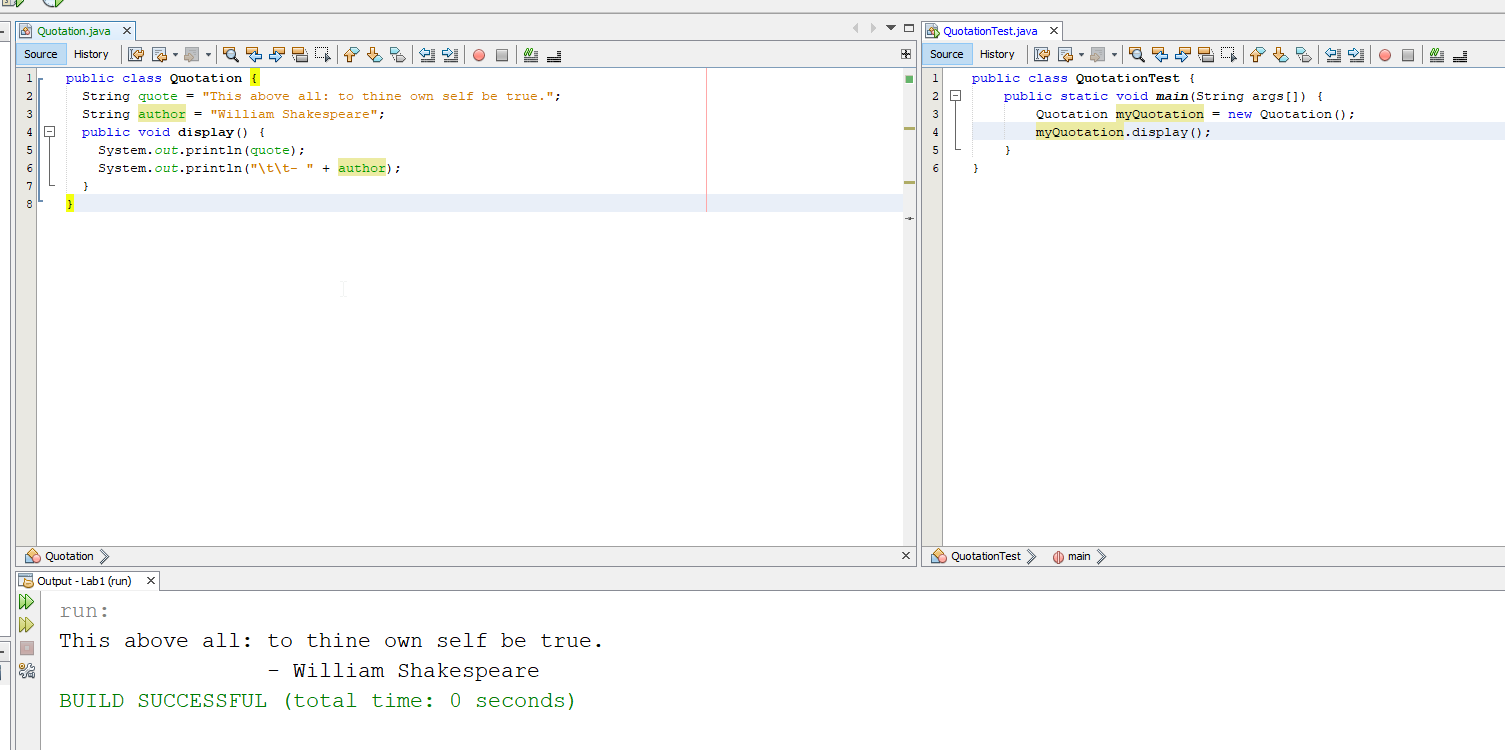 Quotation.java
Source History
1 public class Quotation {
2 String quote = "This above all: to thine own self be true.";
3 String author = "William Shakespeare";
4 public void display() {
5 System.out.println(quote);
6 System.out.println("\t\t- " + author);
7 }
8 }
Quotation
QuotationTest.java
Source History
1 public class QuotationTest {
2 public static void main(String args[]) {
3 Quotation myQuotation = new Quotation();
4 myQuotation.display();
5 }
6 }
QuotationTest main
Output - Lab1 (run)
run:
This above all: to thine own self be true.
- William Shakespeare
BUILD SUCCESSFUL (total time: 0 seconds)